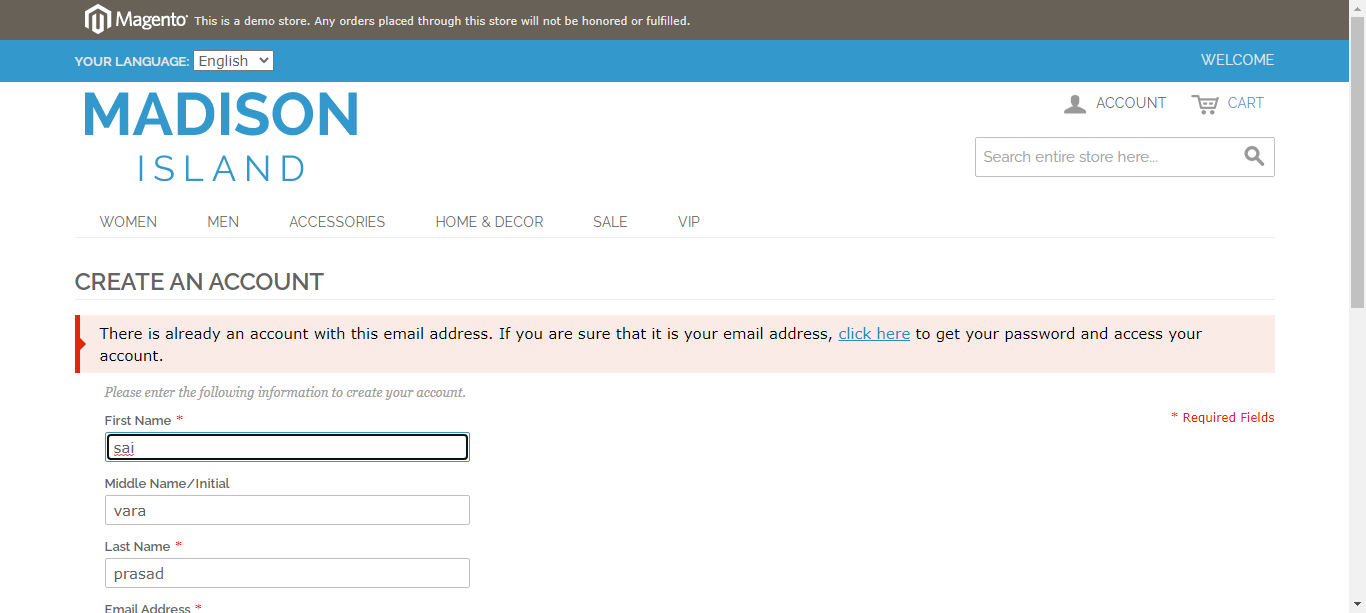 Magento This is a demo store. Any orders placed through this store will not be honored or fulfilled.
YOUR LANGUAGE: English WELCOME
MADISON
ISLAND
ACCOUNT CART
Search entire store here...
WOMEN MEN ACCESSORIES HOME & DECOR SALE VIP
CREATE AN ACCOUNT
There is already an account with this email address. If you are sure that it is your email address, click here to get your password and access your
account.
Please enter the following information to create your account.
First Name * * Required Fields
sai
Middle Name/Initial
vara
Last Name *
prasad
Email Address *